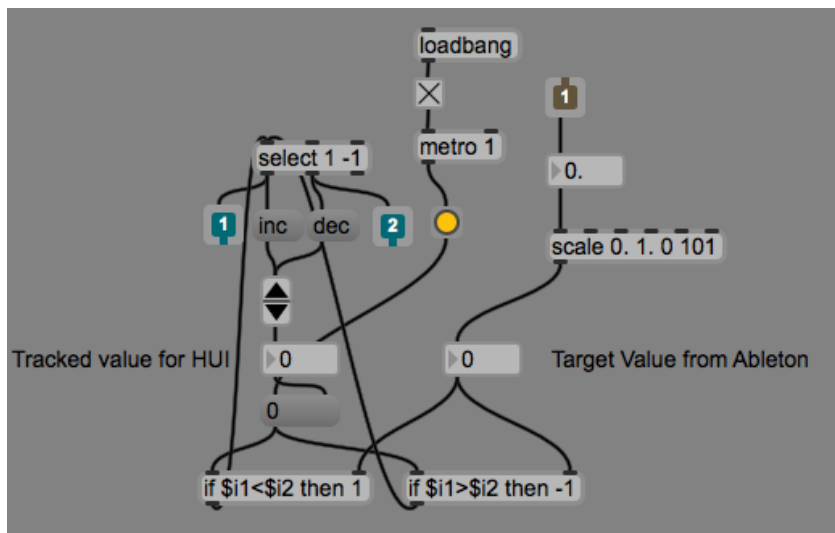 loadbang
1
metro 1
select 1 -1
0.
1
inc
dec
2
scale 0. 1. 0 101
Tracked value for HUI
0
0
Target Value from Ableton
0
if $i1<$i2 then 1
if $i1>$i2 then -1